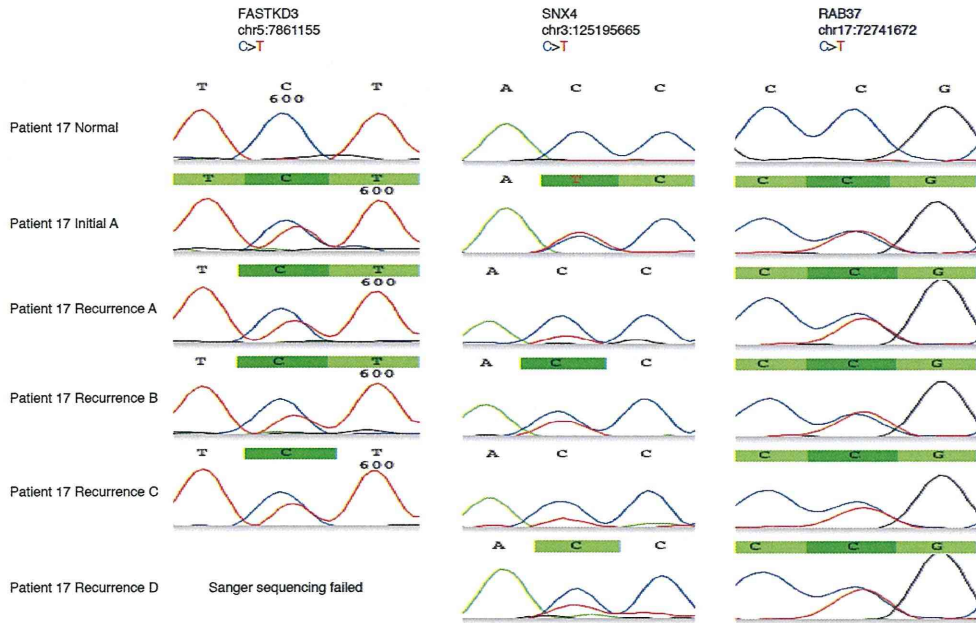 FASTKD3
chr5:7861155
C>T
SNX4
chr3:125195665
C>T
RAB37
chr17:72741672
C>T
T C T
600
A C C
C C G
Patient 17 Normal
T C T
600
A T C
C C G
Patient 17 Initial A
T C T
600
A C C
C C G
Patient 17 Recurrence A
T C T
600
A C C
C C G
Patient 17 Recurrence B
T C T
600
A C C
C C G
Patient 17 Recurrence C
A C C
C C G
Patient 17 Recurrence D
Sanger sequencing failed